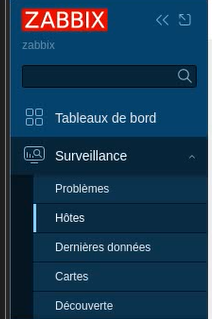 ZABBIX
zabbix
Tableaux de bord
Surveillance
Problèmes
Hôtes
Dernières données
Cartes
Découverte